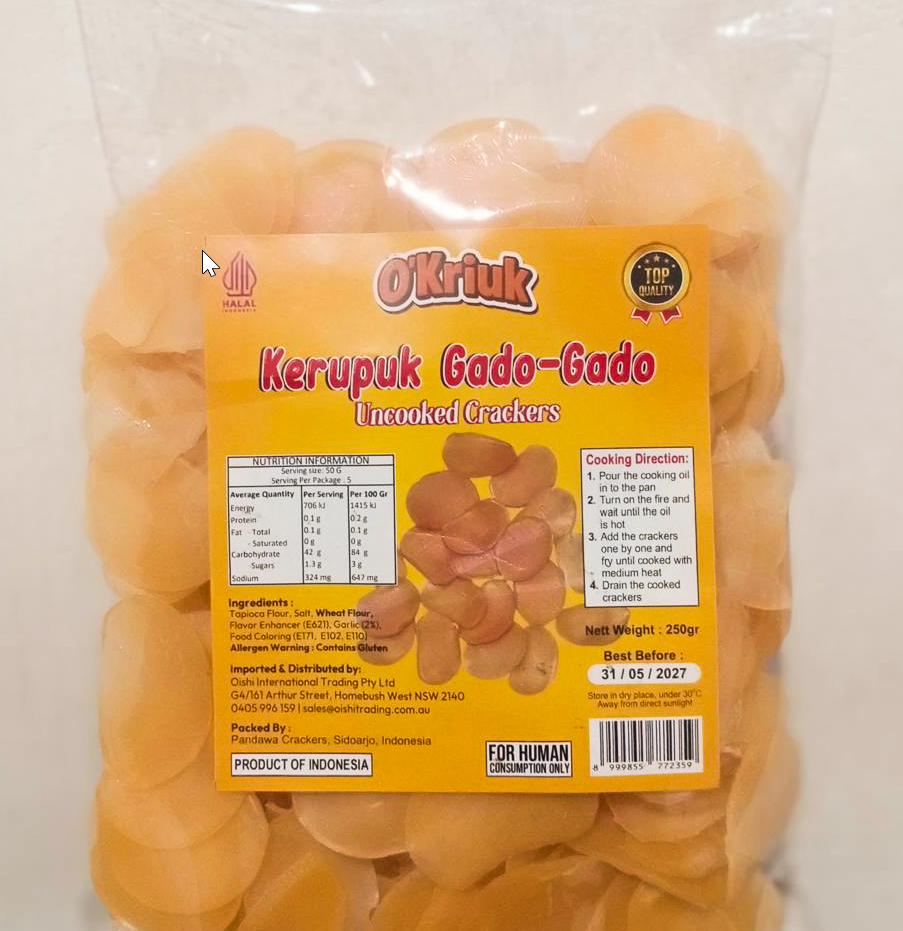 HALAL
INDONESIA
O'Kriuk
TOP
QUALITY
Kerupuk Gado-Gado
Uncooked Crackers
NUTRITION INFORMATION
Serving size: 50 G
Serving Per Package : 5
Average Quantity Per Serving Per 100 Gr
Energy 706 kJ 1415 kJ
Protein 0,1 g 0.2 g
Fat - Total 0.1 g 0.1 g
- Saturated 0 g 0 g
Carbohydrate 42 g 84 g
- Sugars 1.3 g 3 g
Sodium 324 mg 647 mg
Ingredients :
Tapioca Flour, Salt, Wheat Flour,
Flavor Enhancer (E621), Garlic (2%),
Food Coloring (E171, E102, E110)
Allergen Warning : Contains Gluten
Imported & Distributed by:
Oishi International Trading Pty Ltd
G4/161 Arthur Street, Homebush West NSW 2140
0405 996 159 | sales@oishitrading.com.au
Packed By :
Pandawa Crackers, Sidoarjo, Indonesia
PRODUCT OF INDONESIA
Cooking Direction:
1. Pour the cooking oil
in to the pan
2. Turn on the fire and
wait until the oil
is hot
3. Add the crackers
one by one and
fry until cooked with
medium heat
4. Drain the cooked
crackers
Nett Weight : 250gr
Best Before :
31 / 05 / 2027
Store in dry place, under 30°C
Away from direct sunlight
FOR HUMAN
CONSUMPTION ONLY
8 999855 772359